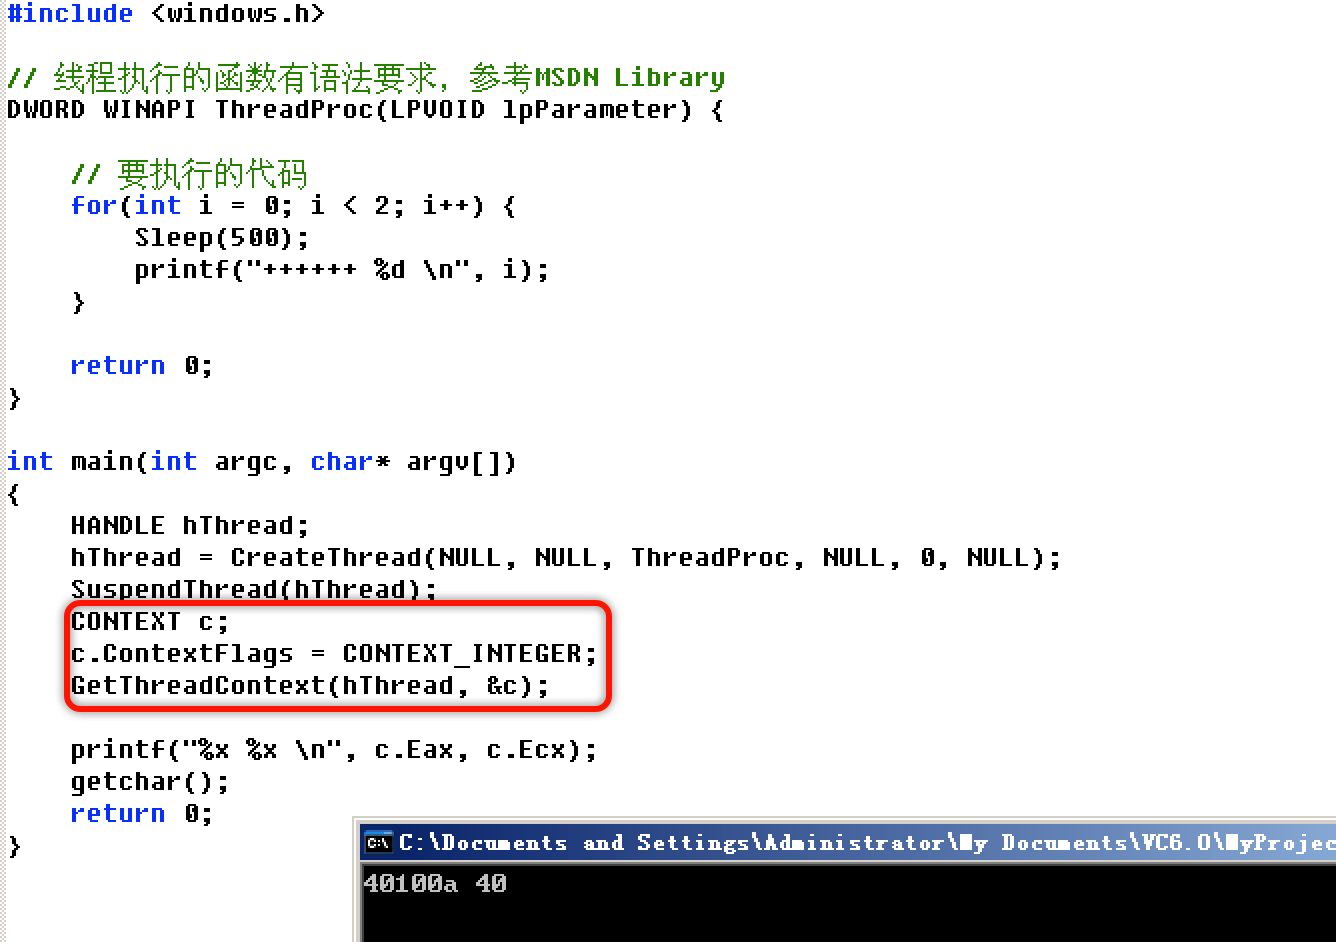 #include <windows.h>
// 线程执行的函数有语法要求，参考MSDN Library
DWORD WINAPI ThreadProc(LPVOID lpParameter) {
// 要执行的代码
for(int i = 0; i < 2; i++) {
Sleep(500);
printf("++++++ %d \n", i);
}
return 0;
}
int main(int argc, char* argv[])
{
HANDLE hThread;
hThread = CreateThread(NULL, NULL, ThreadProc, NULL, 0, NULL);
SuspendThread(hThread);
CONTEXT c;
c.ContextFlags = CONTEXT_INTEGER;
GetThreadContext(hThread, &c);
printf("%x %x \n", c.Eax, c.Ecx);
getchar();
return 0;
}
C:\Documents and Settings\Administrator\My Documents\VC6.0\MyProjec
40100a 40